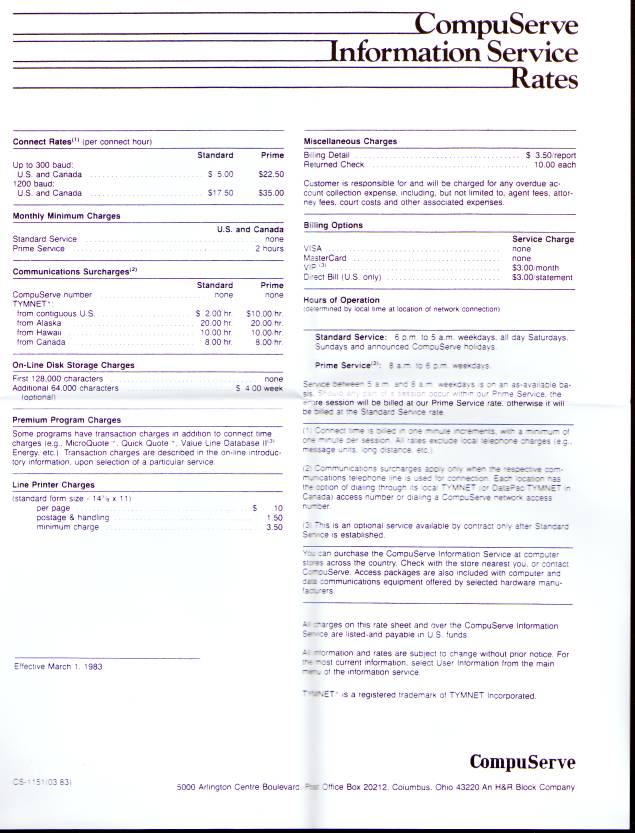 CompuServe
Information Service
Rates
Connect Rates(1) (per connect hour)
Standard Prime
Up to 300 baud:
U.S. and Canada $ 5.00 $22.50
1200 baud:
U.S. and Canada $17.50 $35.00
Monthly Minimum Charges
U.S. and Canada
Standard Service none
Prime Service 2 hours
Communications Surcharges(2)
Standard Prime
CompuServe number none none
TYMNET*:
from contiguous U.S. $ 2.00 hr. $10.00 hr.
from Alaska 20.00 hr. 20.00 hr.
from Hawaii 10.00 hr. 10.00 hr.
from Canada 8.00 hr. 8.00 hr.
On-Line Disk Storage Charges
First 128,000 characters none
Additional 64,000 characters $ 4.00 week
(optional)
Premium Program Charges
Some programs have transaction charges in addition to connect time
charges (e.g., MicroQuote, Quick Quote, Value Line Database II(3)
Energy, etc.) Transaction charges are described in the on-line introduc-
tory information, upon selection of a particular service.
Line Printer Charges
(standard form size - 14⅞ x 11)
per page $ .10
postage & handling 1.50
minimum charge 3.50
Effective March 1, 1983
Miscellaneous Charges
Billing Detail $ 3.50/report
Returned Check 10.00 each
Customer is responsible for and will be charged for any overdue ac-
count collection expense, including, but not limited to, agent fees, attor-
ney fees, court costs and other associated expenses.
Billing Options
Service Charge
VISA none
MasterCard none
VIP (3) $3.00/month
Direct Bill (U.S. only) $3.00/statement
Hours of Operation
(determined by local time at location of network connection)
Standard Service: 6 p.m. to 5 a.m. weekdays, all day Saturdays,
Sundays and announced CompuServe holidays.
Prime Service(2): 8 a.m. to 6 p.m. weekdays.
Service between 5 a.m. and 8 a.m. weekdays is on an as-available ba-
sis. Should any part of a session occur within our Prime Service, the
entire session will be billed at our Prime Service rate; otherwise it will
be billed at the Standard Service rate.
(1) Connect time is billed in one minute increments, with a minimum of
one minute per session. All rates exclude local telephone charges (e.g.,
message units, long distance, etc.)
(2) Communications surcharges apply only when the respective com-
munications telephone line is used for connection. Each location has
the option of dialing through its local TYMNET (or DataPac TYMNET in
Canada) access number or dialing a CompuServe network access
number.
(3) This is an optional service available by contract only after Standard
Service is established.
You can purchase the CompuServe Information Service at computer
stores across the country. Check with the store nearest you, or contact
CompuServe. Access packages are also included with computer and
data communications equipment offered by selected hardware manu-
facturers.
All charges on this rate sheet and over the CompuServe Information
Service are listed-and payable in U.S. funds.
All information and rates are subject to change without prior notice. For
the most current information, select User Information from the main
menu of the information service.
TYMNET* is a registered trademark of TYMNET Incorporated.
CompuServe
CS-1151(03 83)
5000 Arlington Centre Boulevard, Post Office Box 20212, Columbus, Ohio 43220 An H&R Block Company